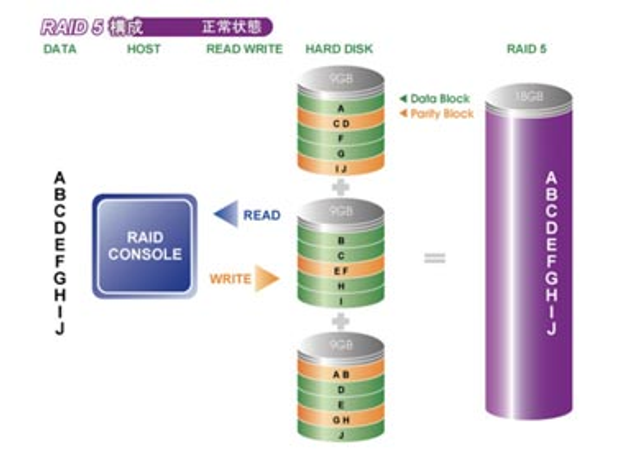 RAID 5 構成 正常状態
DATA HOST READ WRITE HARD DISK RAID 5
9GB
A
C D
F
G
I J
Data Block
Parity Block
18GB
A
B
C
D
E
F
G
H
I
J
RAID
CONSOLE
READ
WRITE
9GB
B
C
E F
H
I
=
9GB
A B
D
E
G H
J
A
B
C
D
E
F
G
H
I
J